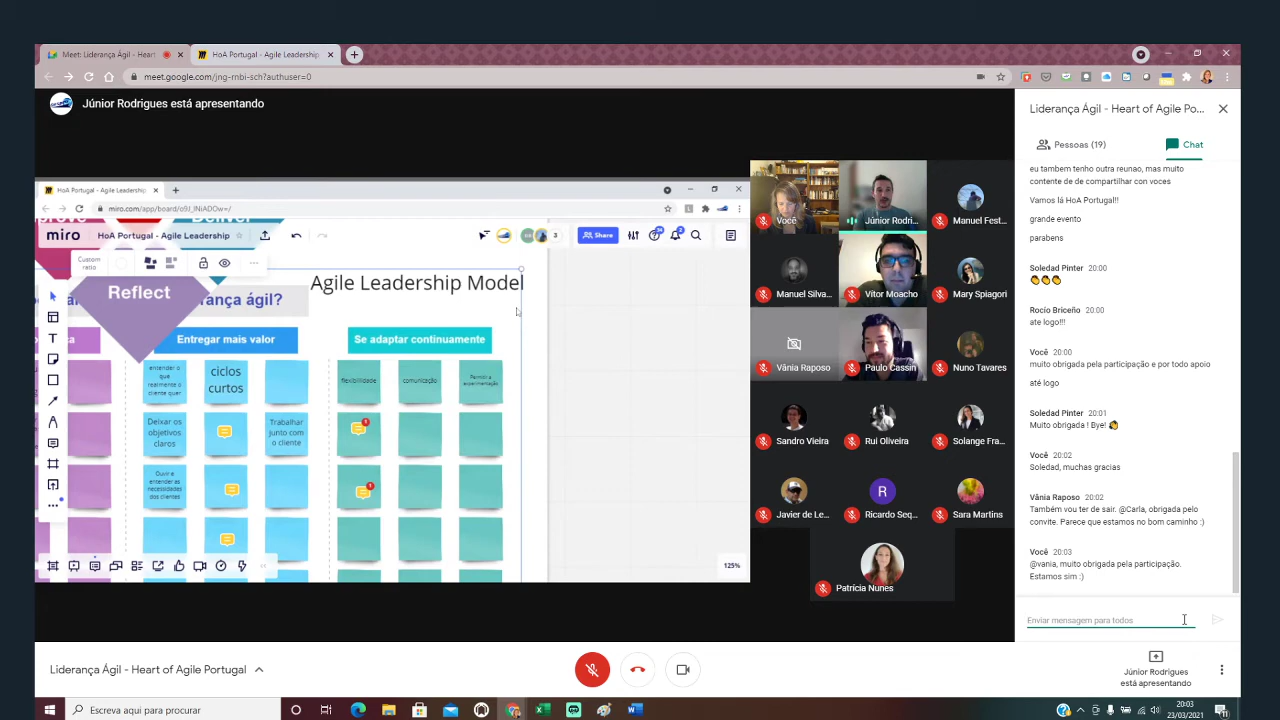 Meet: Liderança Ágil - Heart
HoA Portugal - Agile Leadership
meet.google.com/jng-rnbi-sch?authuser=0
Júnior Rodrigues está apresentando
Liderança Ágil - Heart of Agile Po...
Pessoas (19)
Chat
HoA Portugal - Agile Leadership
miro.com/app/board/o9J_lNiADOw=/
Deliver
miro
HoA Portugal - Agile Leadership
3
Share
Custom
ratio
Reflect
rança ágil?
Agile Leadership Model
Entregar mais valor
Se adaptar continuamente
entender o
que
realmente o
cliente quer
ciclos
curtos
flexibilidade
comunicação
Permitir a
experimentação
Deixar os
objetivos
claros
Trabalhar
junto com
o cliente
Ouvir e
entender as
necessidades
dos clientes
125%
Você
Júnior Rodri...
Manuel Fest...
Manuel Silva...
Vítor Moacho
Mary Spiagori
Vânia Raposo
Paulo Cassin
Nuno Tavares
Sandro Vieira
Rui Oliveira
Solange Fra...
Javier de Le...
R
Ricardo Seq...
Sara Martins
Patrícia Nunes
eu tambem tenho outra reunao, mas muito
contente de de compartilhar con voces
Vamos lá HoA Portugal!!
grande evento
parabens
Soledad Pinter 20:00
👏👏👏
Rocío Briceño 20:00
ate logo!!!
Você 20:00
muito obrigada pela participação e por todo apoio
até logo
Soledad Pinter 20:01
Muito obrigada ! Bye! 👋
Você 20:02
Soledad, muchas gracias
Vânia Raposo 20:02
Também vou ter de sair. @Carla, obrigada pelo
convite. Parece que estamos no bom caminho :)
Você 20:03
@vania, muito obrigada pela participação.
Estamos sim :)
Enviar mensagem para todos
Liderança Ágil - Heart of Agile Portugal
Júnior Rodrigues
está apresentando
Escreva aqui para procurar
20:03
23/03/2021